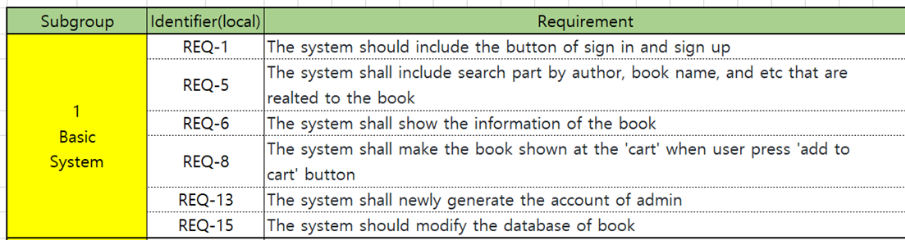 Subgroup Identifier(local) Requirement
1
Basic
System
REQ-1 The system should include the button of sign in and sign up
REQ-5 The system shall include search part by author, book name, and etc that are
realted to the book
REQ-6 The system shall show the information of the book
REQ-8 The system shall make the book shown at the 'cart' when user press 'add to
cart' button
REQ-13 The system shall newly generate the account of admin
REQ-15 The system should modify the database of book